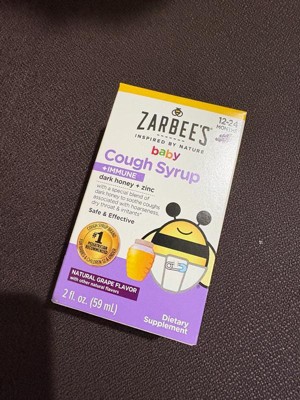 ZARBEE'S
INSPIRED BY NATURE
12-24
MONTHS
baby
Cough Syrup
+IMMUNE
dark honey + zinc
with a special blend of
dark honey to soothe coughs
associated with hoarseness,
dry throat & irritants*
Safe & Effective
#1
NATURAL GRAPE FLAVOR
with other natural flavors
2 fl. oz. (59 mL)
Dietary
Supplement